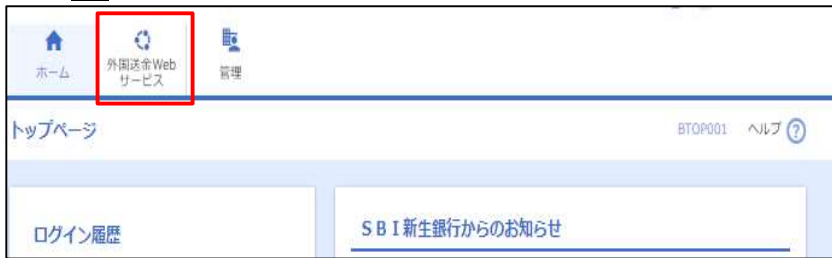 ホーム
外国送金Web
サービス
管理
トップページ
BTOP001 ヘルプ ?
ログイン履歴
ＳＢＩ新生銀行からのお知らせ